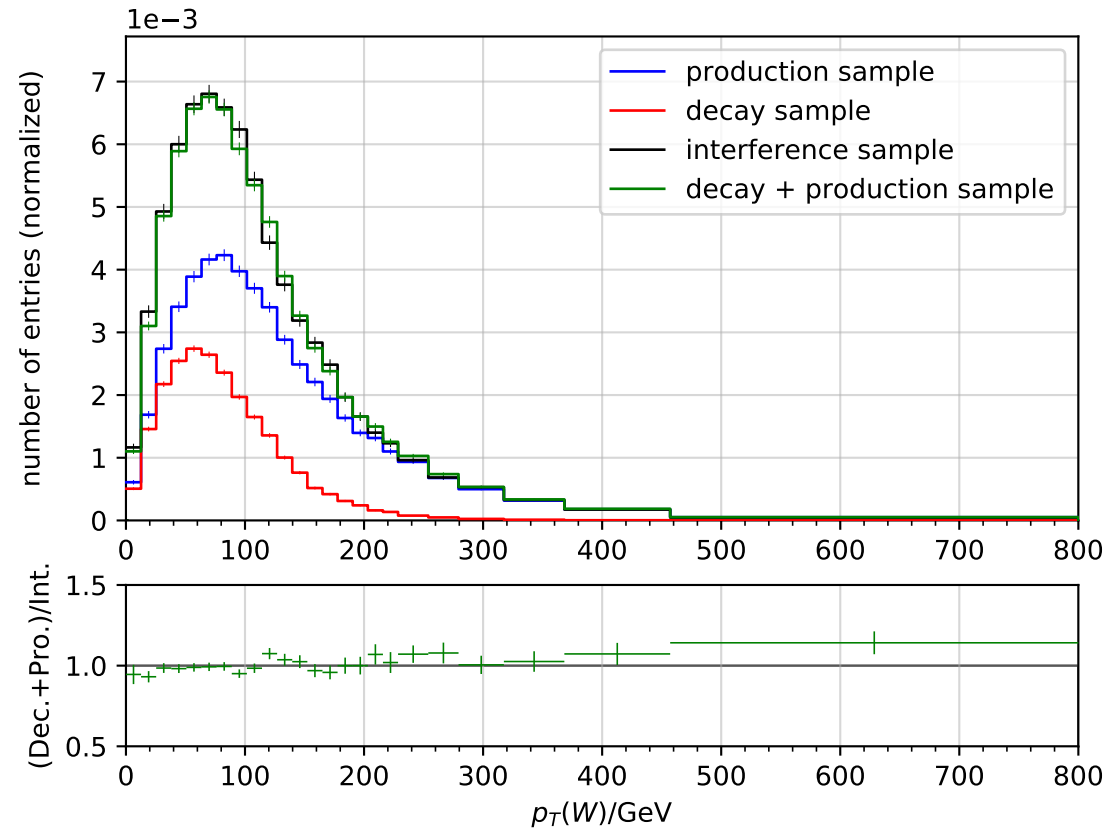 1e−3
number of entries (normalized)
7
6
5
4
3
2
1
0
production sample
decay sample
interference sample
decay + production sample
0 100 200 300 400 500 600 700 800
(Dec.+Pro.)/Int.
1.5
1.0
0.5
0 100 200 300 400 500 600 700 800
p_T(W)/GeV